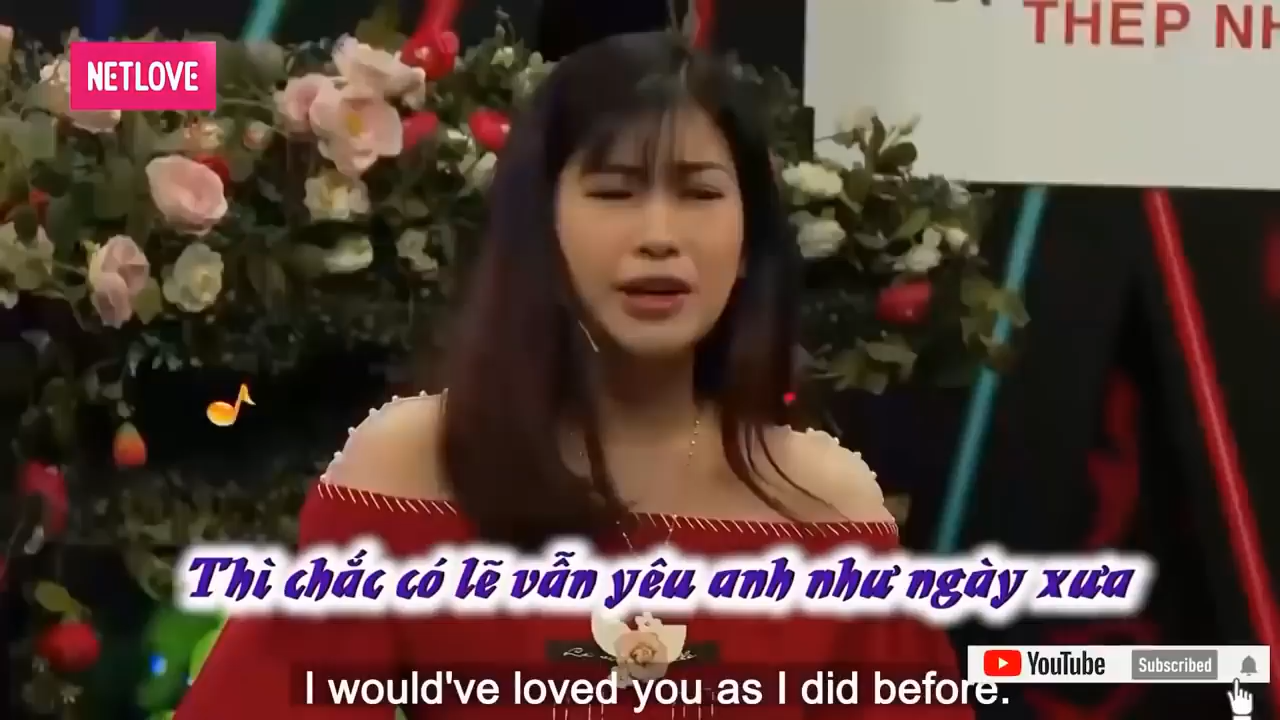 THÉP NH
NETLOVE
Thì chắc có lẽ vẫn yêu anh như ngày xưa
YouTube
Subscribed
I would've loved you as I did before.